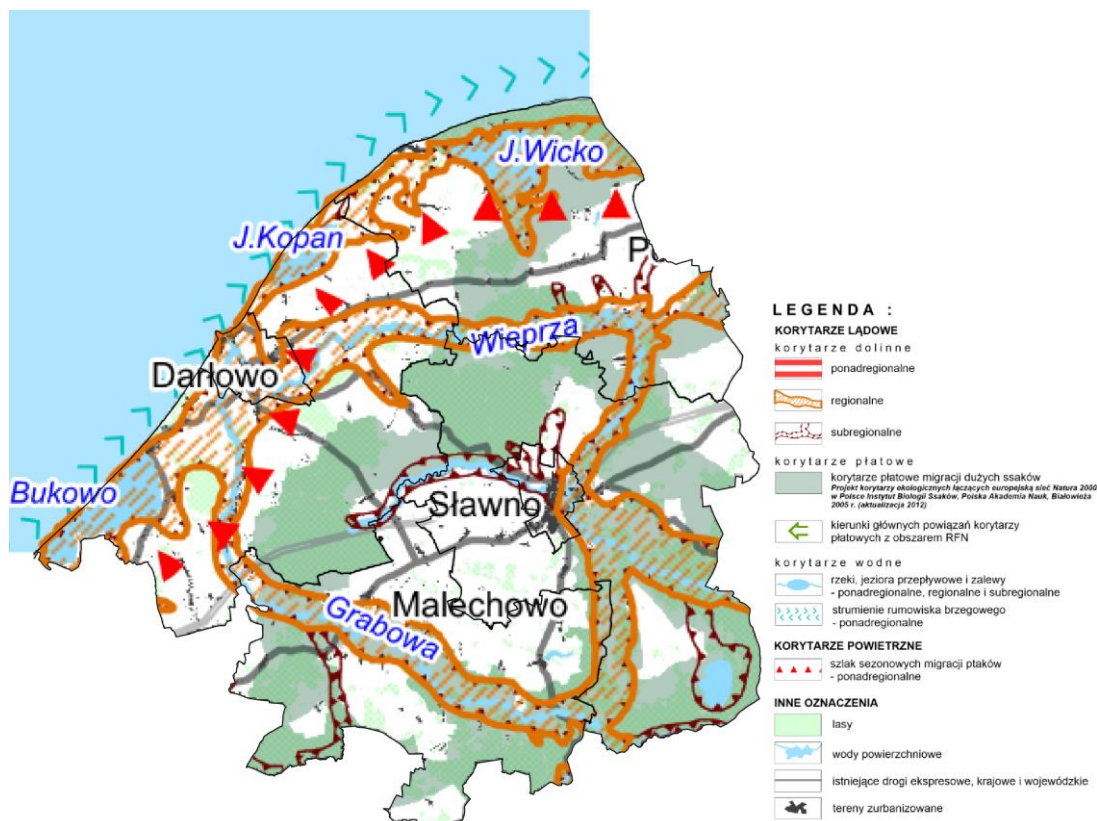 J.Wicko
J.Kopan
P
Wieprza
Darłowo
Bukowo
Sławno
Malechowo
Grabowa
LEGENDA :
KORYTARZE LĄDOWE
korytarze dolinne
ponadregionalne
regionalne
subregionalne
korytarze płatowe
korytarze płatowe migracji dużych ssaków
Projekt korytarzy ekologicznych łączących europejską sieć Natura 2000
w Polsce Instytut Biologii Ssaków, Polska Akademia Nauk, Białowieża
2005 r. (aktualizacja 2012)
kierunki głównych powiązań korytarzy
płatowych z obszarem RFN
korytarze wodne
rzeki, jeziora przepływowe i zalewy
- ponadregionalne, regionalne i subregionalne
strumienie rumowiska brzegowego
- ponadregionalne
KORYTARZE POWIETRZNE
szlak sezonowych migracji ptaków
- ponadregionalne
INNE OZNACZENIA
lasy
wody powierzchniowe
istniejące drogi ekspresowe, krajowe i wojewódzkie
tereny zurbanizowane